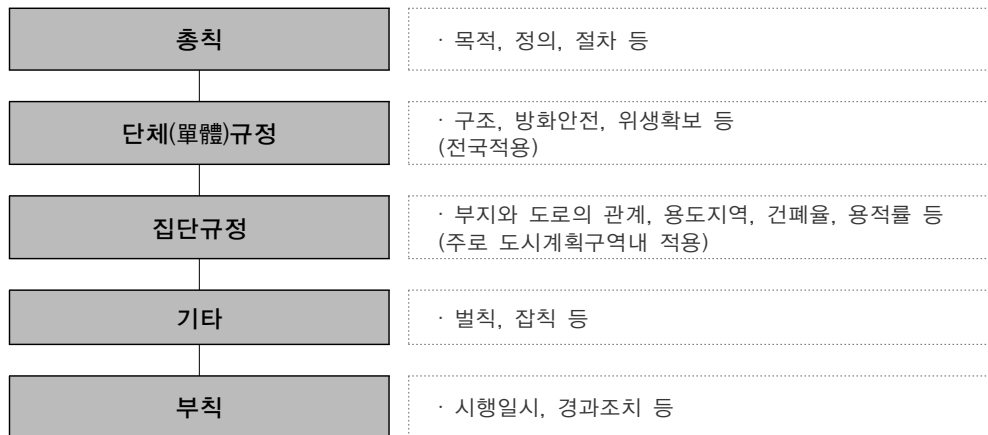 총칙
· 목적, 정의, 절차 등
단체(單體)규정
· 구조, 방화안전, 위생확보 등
(전국적용)
집단규정
· 부지와 도로의 관계, 용도지역, 건폐율, 용적률 등
(주로 도시계획구역내 적용)
기타
· 벌칙, 잡칙 등
부칙
· 시행일시, 경과조치 등